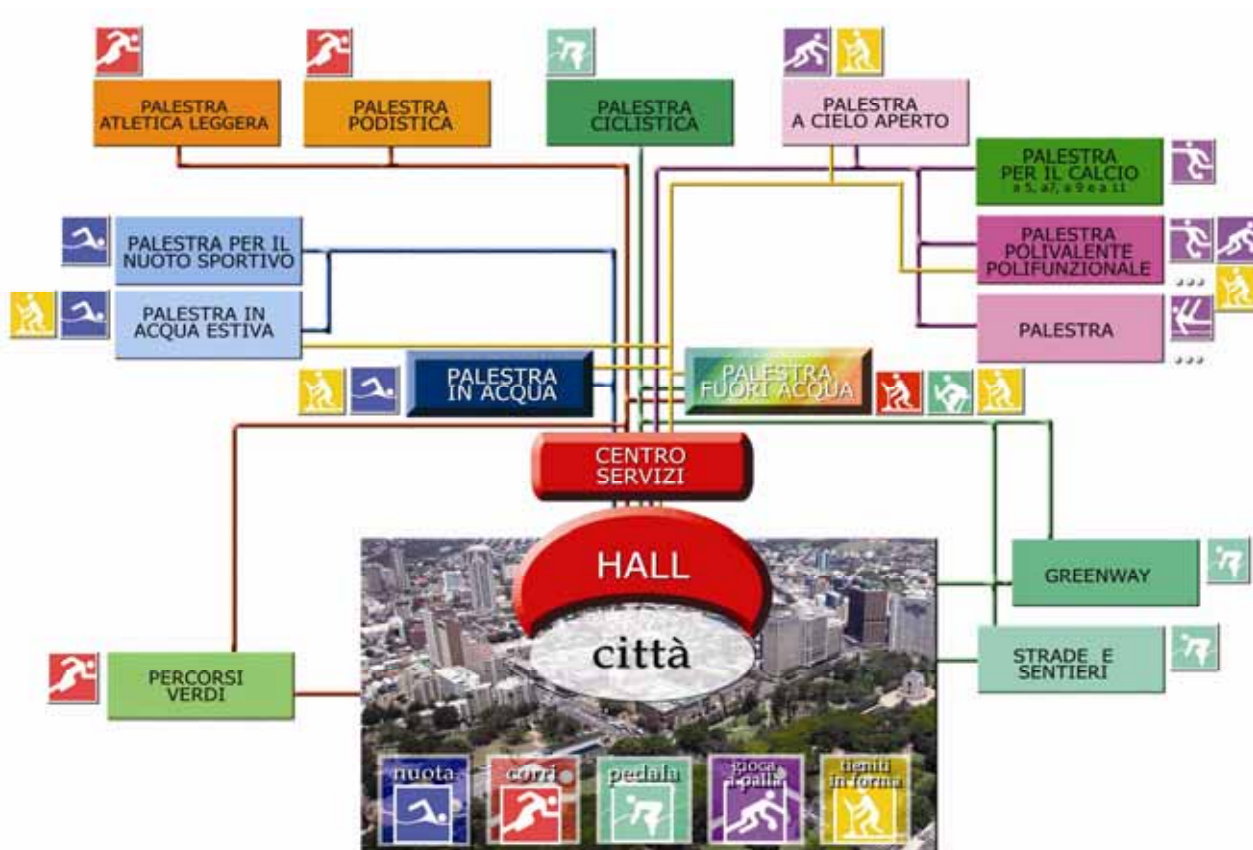 PALESTRA
ATLETICA LEGGERA
PALESTRA
PODISTICA
PALESTRA
CICLISTICA
PALESTRA
A CIELO APERTO
PALESTRA
PER IL CALCIO
a 5, a7, a 9 e a 11
PALESTRA PER IL
NUOTO SPORTIVO
PALESTRA
POLIVALENTE
POLIFUNZIONALE
...
PALESTRA IN
ACQUA ESTIVA
PALESTRA
...
PALESTRA
IN ACQUA
PALESTRA
FUORI ACQUA
CENTRO
SERVIZI
HALL
città
GREENWAY
STRADE E
SENTIERI
PERCORSI
VERDI
nuota
corri
pedala
gioca
a palla
tieniti
in forma